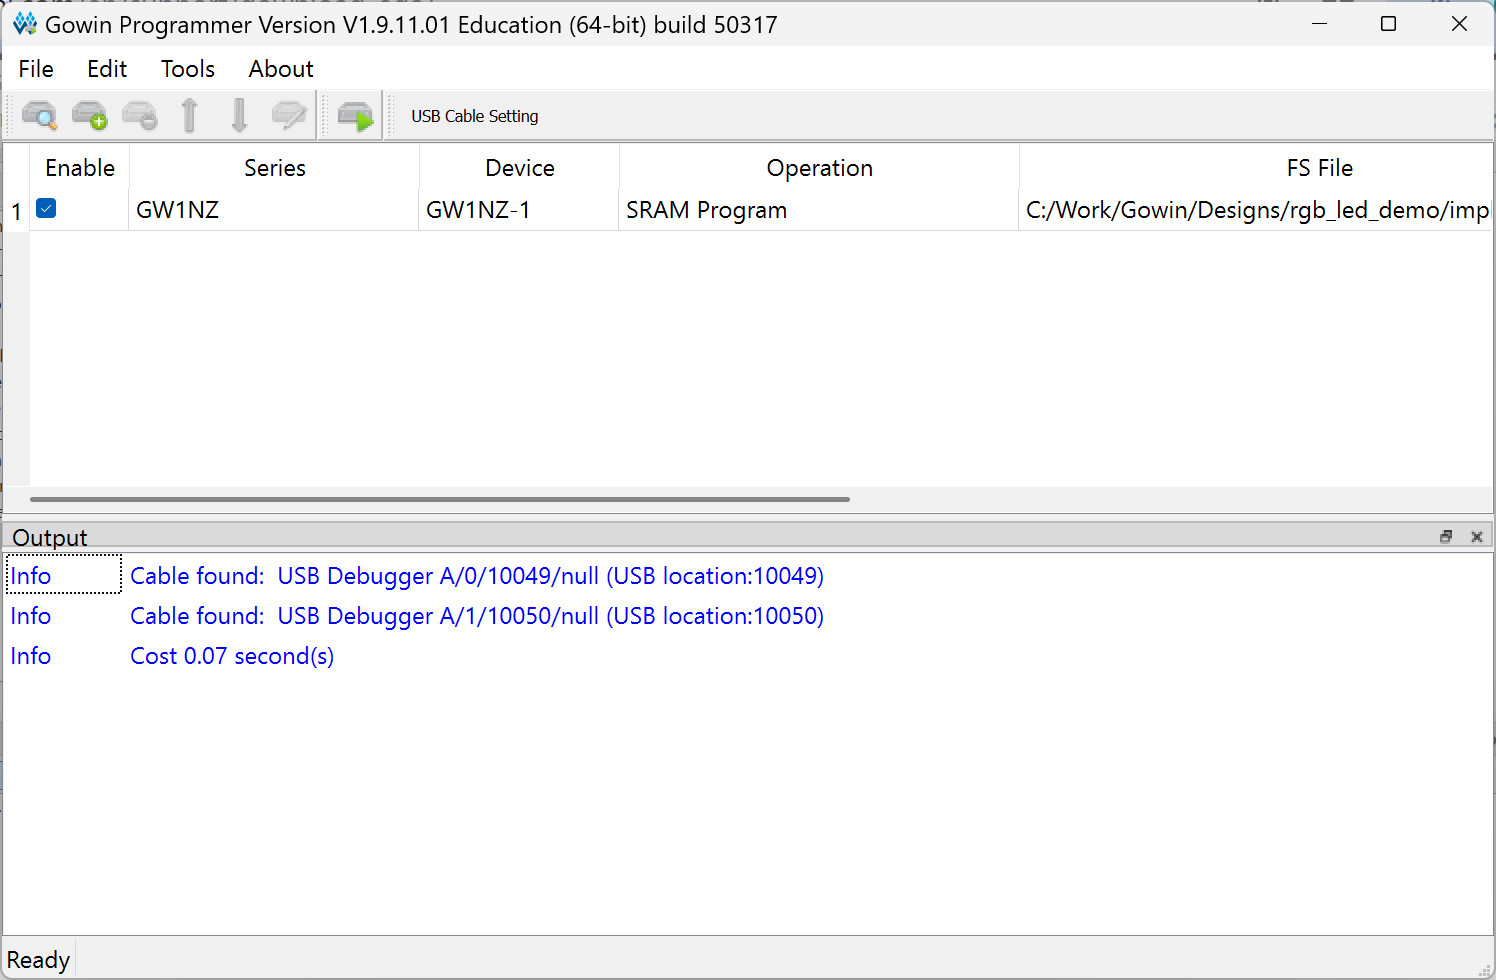 Gowin Programmer Version V1.9.11.01 Education (64-bit) build 50317
File Edit Tools About
USB Cable Setting
Enable Series Device Operation FS File
1 GW1NZ GW1NZ-1 SRAM Program C:/Work/Gowin/Designs/rgb_led_demo/impl
Output
Info Cable found:  USB Debugger A/0/10049/null (USB location:10049)
Info Cable found:  USB Debugger A/1/10050/null (USB location:10050)
Info Cost 0.07 second(s)
Ready